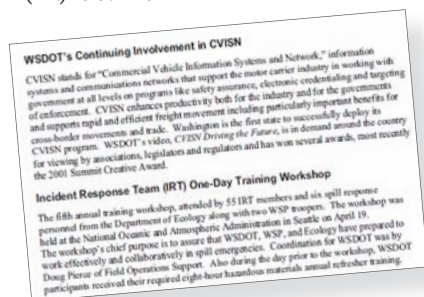 WSDOT's Continuing Involvement in CVISN
CVISN stands for "Commercial Vehicle Information Systems and Network," information
systems and communications networks that support the motor carrier industry in working with
government at all levels on programs like safety assurance, electronic credentialing and targeting
of enforcement. CVISN enhances productivity both for the industry and for the governments
and supports rapid and efficient freight movement including particularly important benefits for
cross-border movements and trade. Washington is the first state to successfully deploy its
CVISN program. WSDOT's video, CVISN Driving the Future, is in demand around the country
for viewing by associations, legislators and regulators and has won several awards, most recently
the 2001 Summit Creative Award.
Incident Response Team (IRT) One-Day Training Workshop
The fifth annual training workshop, attended by 55 IRT members and six spill response
personnel from the Department of Ecology along with two WSP troopers. The workshop was
held at the National Oceanic and Atmospheric Administration in Seattle on April 19.
The workshop's chief purpose is to assure that WSDOT, WSP, and Ecology have prepared to
work effectively and collaboratively in spill emergencies. Coordination for WSDOT was by
Doug Pierce of Field Operations Support. Also during the day prior to the workshop, WSDOT
participants received their required eight-hour hazardous materials annual refresher training.